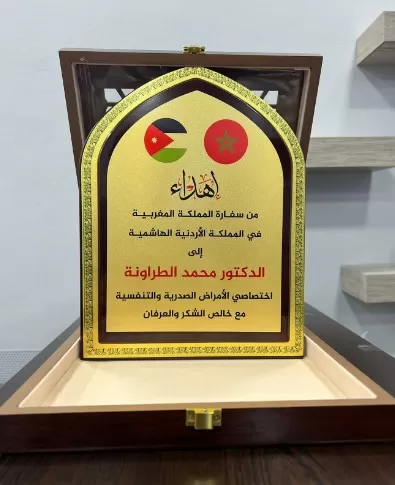 إهداء
من سفارة المملكة المغربية
في المملكة الأردنية الهاشمية
إلى
الدكتور محمد الطراونة
اختصاصي الأمراض الصدرية والتنفسية
مع خالص الشكر والعرفان